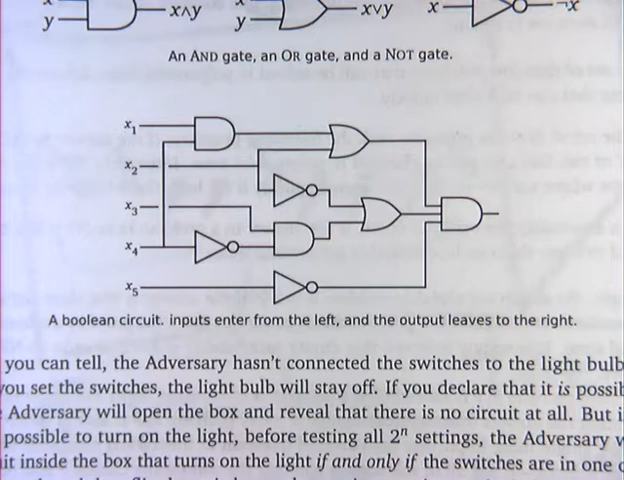 y x∧y y x∨y x ¬x
An AND gate, an OR gate, and a NOT gate.
x1
x2
x3
x4
x5
A boolean circuit. inputs enter from the left, and the output leaves to the right.
you can tell, the Adversary hasn't connected the switches to the light bulb
you set the switches, the light bulb will stay off. If you declare that it is possib
Adversary will open the box and reveal that there is no circuit at all. But i
possible to turn on the light, before testing all 2ⁿ settings, the Adversary w
it inside the box that turns on the light if and only if the switches are in one